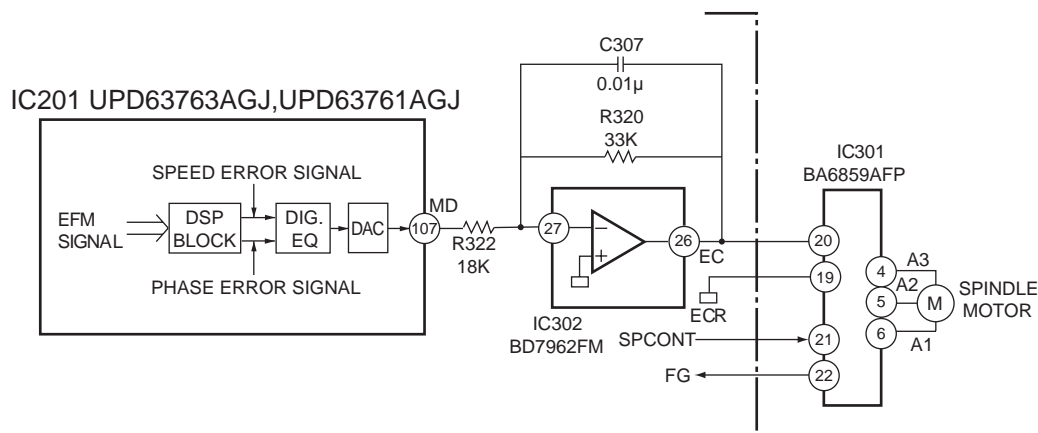 C307
0.01µ
R320
33K
IC201 UPD63763AGJ,UPD63761AGJ
SPEED ERROR SIGNAL
EFM
SIGNAL
DSP
BLOCK
DIG.
EQ
DAC
MD
107
PHASE ERROR SIGNAL
R322
18K
27
−
+
26
EC
IC302
BD7962FM
ECR
SPCONT
FG
IC301
BA6859AFP
20
19
21
22
4
5
6
A3
A2
A1
M
SPINDLE
MOTOR